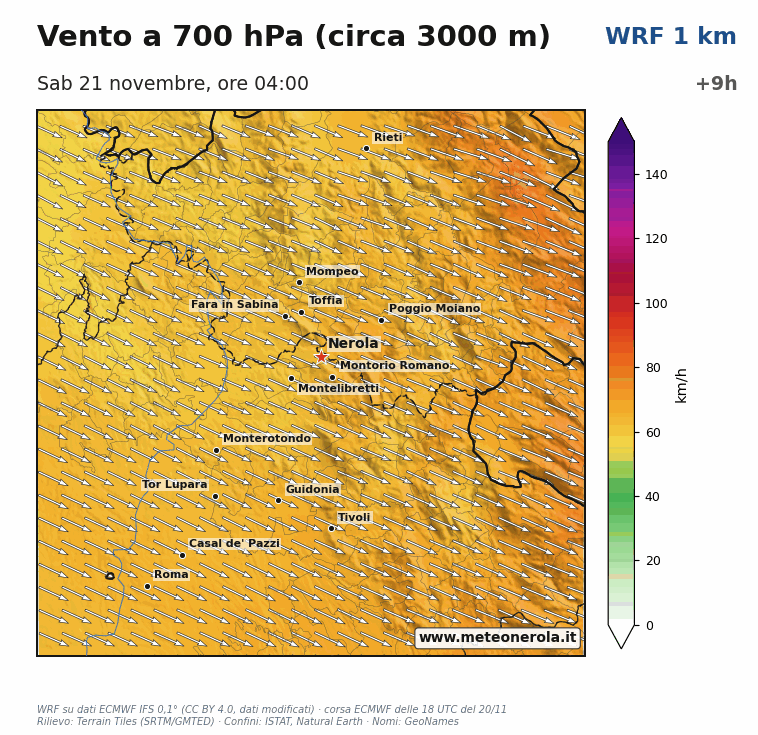 Vento a 700 hPa (circa 3000 m)
WRF 1 km
Sab 21 novembre, ore 04:00
+9h
Rieti
Mompeo
Fara in Sabina
Toffia
Poggio Moiano
Nerola
Montorio Romano
Montelibretti
Monterotondo
Tor Lupara
Guidonia
Tivoli
Casal de' Pazzi
Roma
www.meteonerola.it
140
120
100
80
60
40
20
0
km/h
WRF su dati ECMWF IFS 0,1° (CC BY 4.0, dati modificati) · corsa ECMWF delle 18 UTC del 20/11
Rilievo: Terrain Tiles (SRTM/GMTED) · Confini: ISTAT, Natural Earth · Nomi: GeoNames